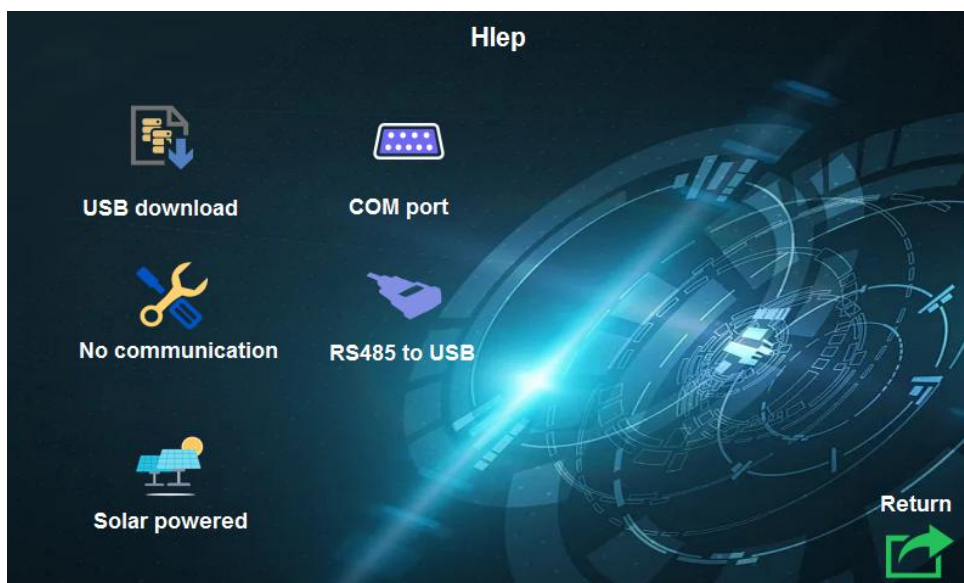 Hlep
USB download
COM port
No communication
RS485 to USB
Solar powered
Return